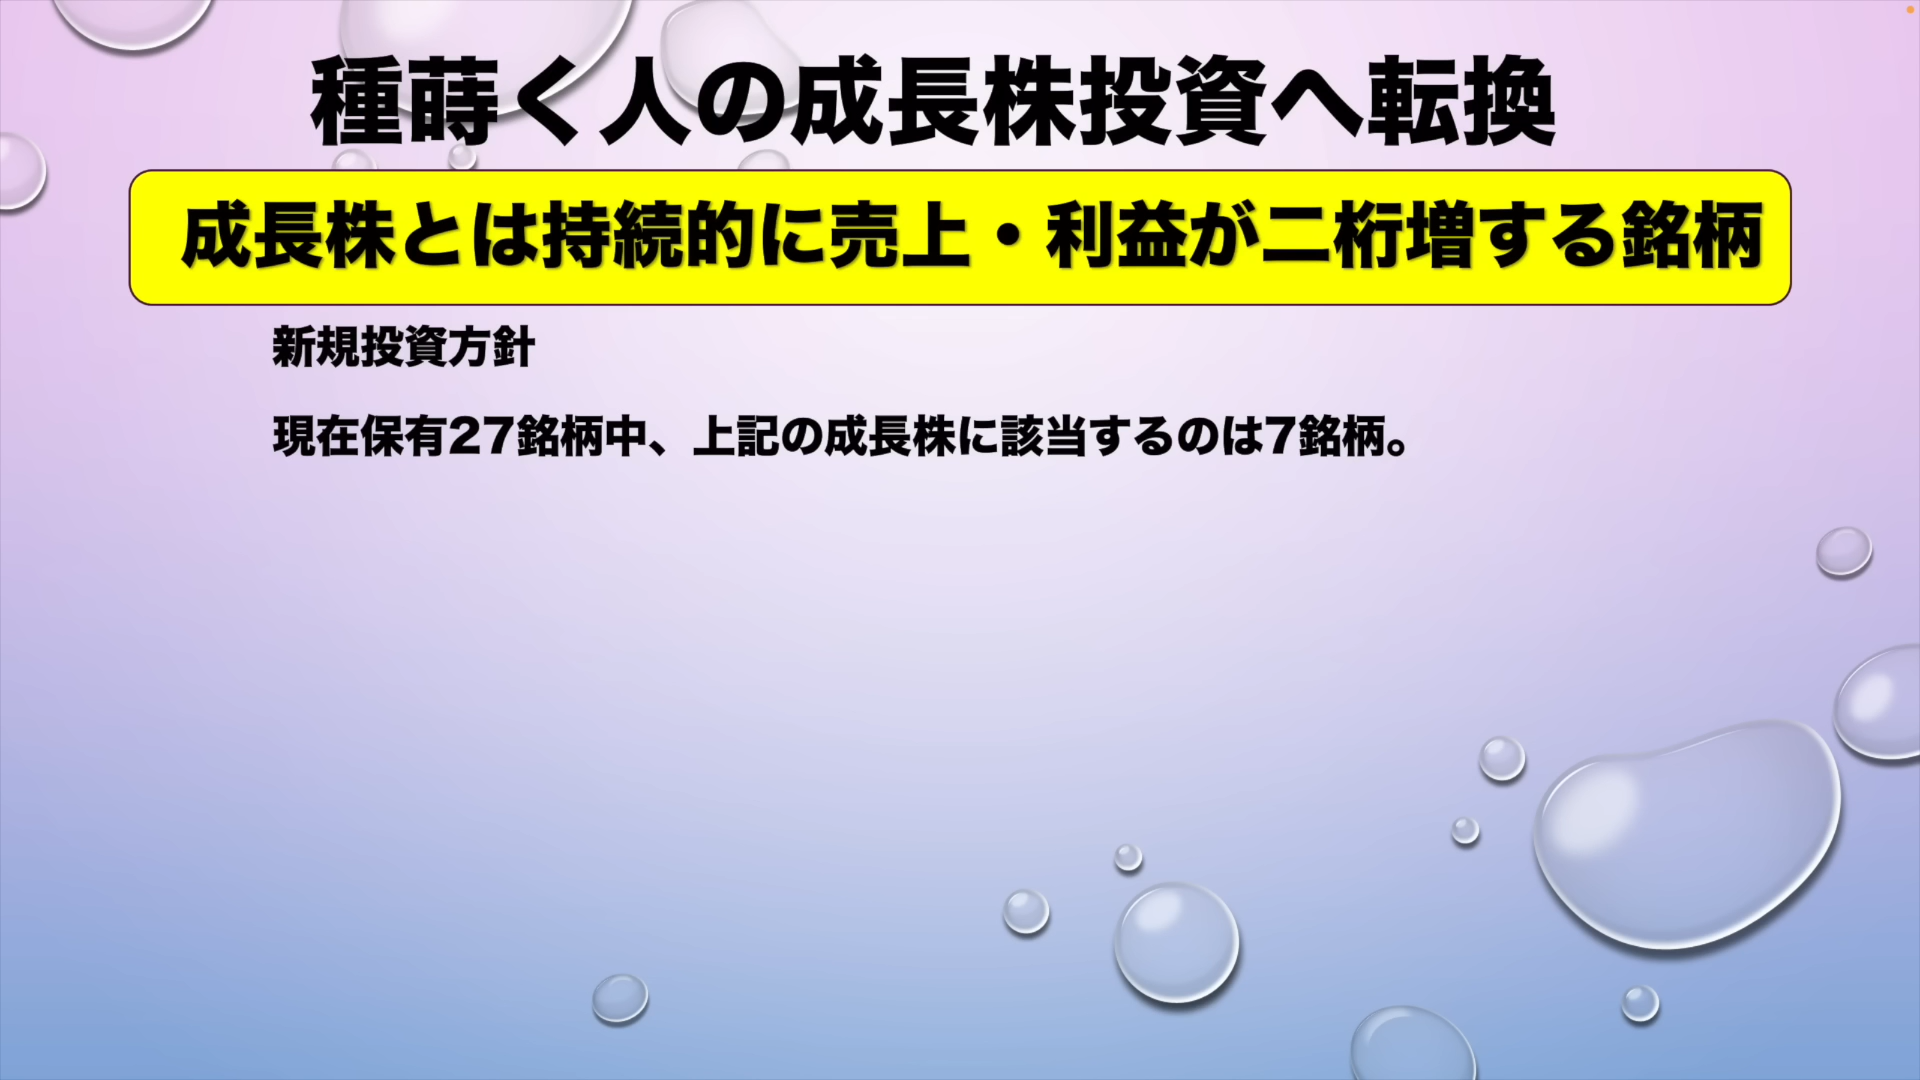 種蒔く人の成長株投資へ転換
成長株とは持続的に売上・利益が二桁増する銘柄
新規投資方針
現在保有27銘柄中、上記の成長株に該当するのは7銘柄。